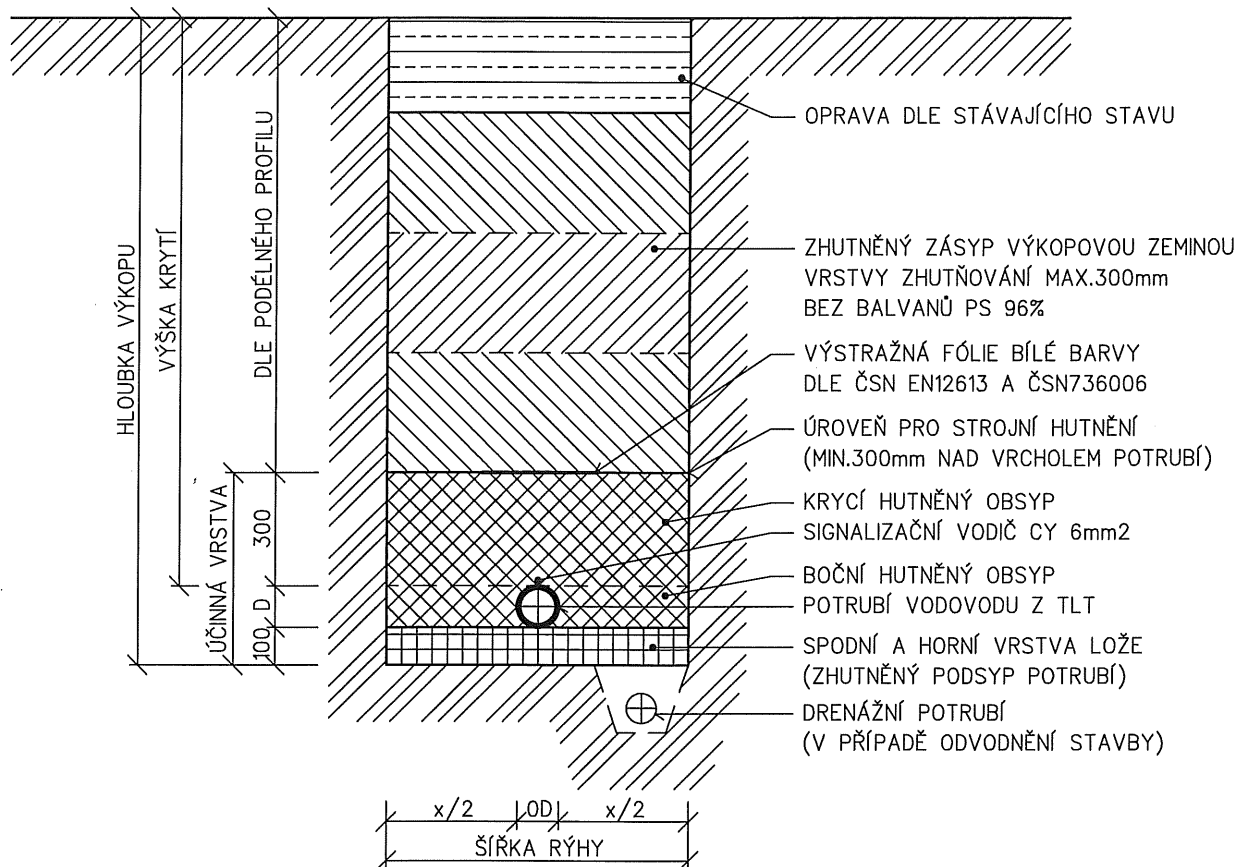 HLOUBKA VÝKOPU
VÝŠKA KRYTÍ
DLE PODÉLNÉHO PROFILU
ÚČINNÁ VRSTVA
300
D
100
OPRAVA DLE STÁVAJÍCÍHO STAVU
ZHUTNĚNÝ ZÁSYP VÝKOPOVOU ZEMINOU
VRSTVY ZHUTŇOVÁNÍ MAX.300mm
BEZ BALVANŮ PS 96%
VÝSTRAŽNÁ FÓLIE BÍLÉ BARVY
DLE ČSN EN12613 A ČSN736006
ÚROVEŇ PRO STROJNÍ HUTNĚNÍ
(MIN.300mm NAD VRCHOLEM POTRUBÍ)
KRYCÍ HUTNĚNÝ OBSYP
SIGNALIZAČNÍ VODIČ CY 6mm2
BOČNÍ HUTNĚNÝ OBSYP
POTRUBÍ VODOVODU Z TLT
SPODNÍ A HORNÍ VRSTVA LOŽE
(ZHUTNĚNÝ PODSYP POTRUBÍ)
DRENÁŽNÍ POTRUBÍ
(V PŘÍPADĚ ODVODNĚNÍ STAVBY)
x/2 OD x/2
ŠÍŘKA RÝHY